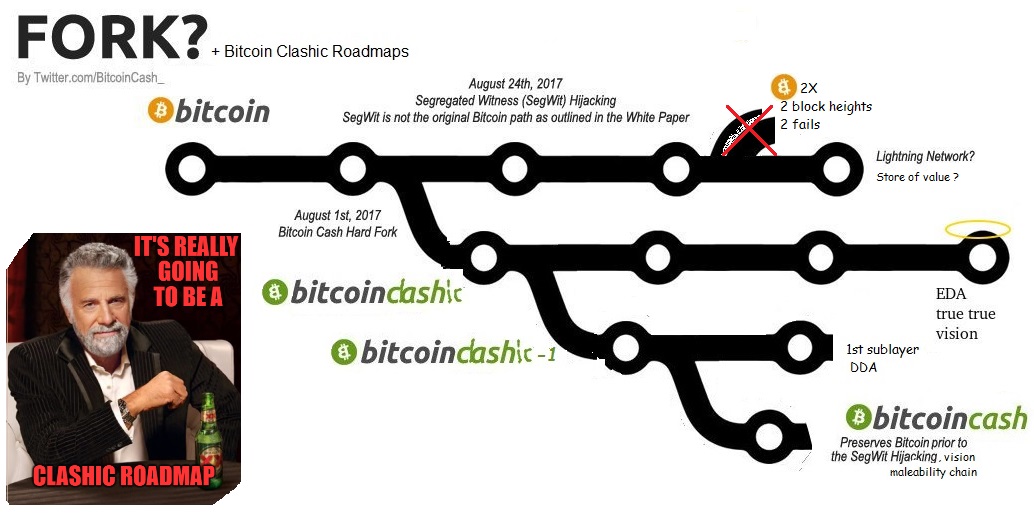 FORK? + Bitcoin Clashic Roadmaps
By Twitter.com/BitcoinCash_
bitcoin
August 24th, 2017
Segregated Witness (SegWit) Hijacking
SegWit is not the original Bitcoin path as outlined in the White Paper
2X
2 block heights
2 fails
Lightning Network?
Store of value ?
August 1st, 2017
Bitcoin Cash Hard Fork
IT'S REALLY
GOING
TO BE A
CLASHIC ROADMAP
bitcoinclashic
EDA
true true
vision
bitcoinclashic -1
1st sublayer
DDA
bitcoincash
Preserves Bitcoin prior to
the SegWit Hijacking, vision
maleability chain